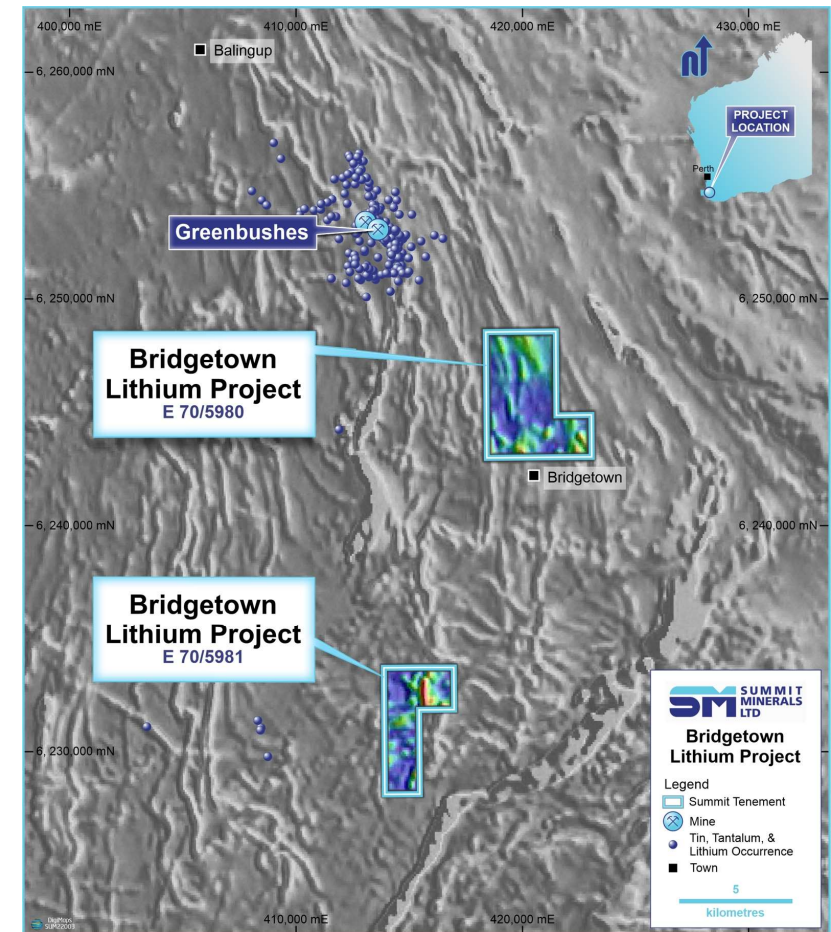 400,000 mE
410,000 mE
420,000 mE
430,000 mE
Balingup
6, 260,000 mN
N
PROJECT
LOCATION
Perth
Greenbushes
6, 250,000 mN
6, 250,000 mN
Bridgetown
Lithium Project
E 70/5980
Bridgetown
6, 240,000 mN
6, 240,000 mN
Bridgetown
Lithium Project
E 70/5981
6, 230,000 mN
SM SUMMIT
MINERALS
LTD
Bridgetown
Lithium Project
Legend
Summit Tenement
Mine
Tin, Tantalum, &
Lithium Occurrence
Town
5
kilometres
DigiMaps
SUM22003
410,000 mE
420,000 mE